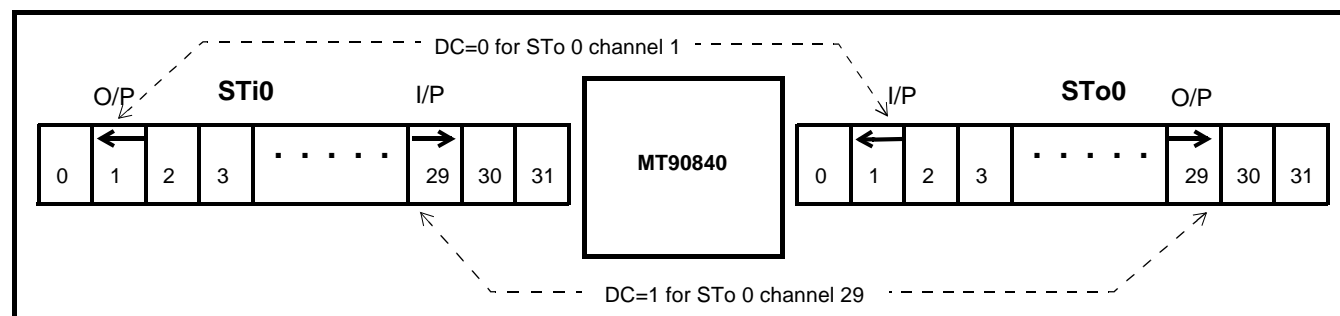 DC=0 for STo 0 channel 1
O/P STi0 I/P I/P STo0 O/P
0 1 2 3 . . . . . 29 30 31 MT90840 0 1 2 3 . . . . . 29 30 31
DC=1 for STo 0 channel 29